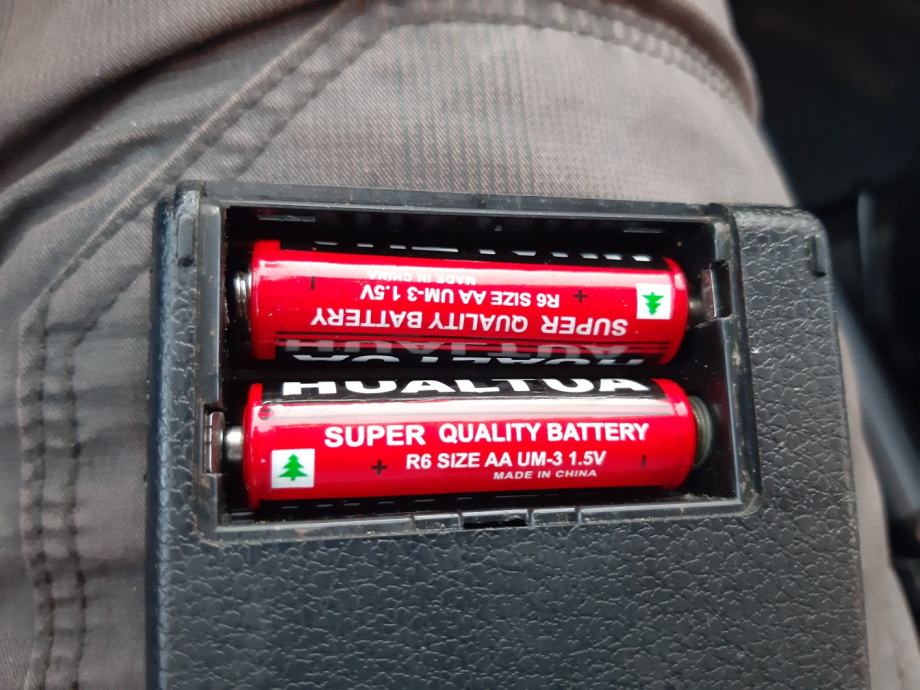 SUPER QUALITY BATTERY
+ R6 SIZE AA UM-3 1.5V -
MADE IN CHINA
HUALTUA
SUPER QUALITY BATTERY
+ R6 SIZE AA UM-3 1.5V -
MADE IN CHINA